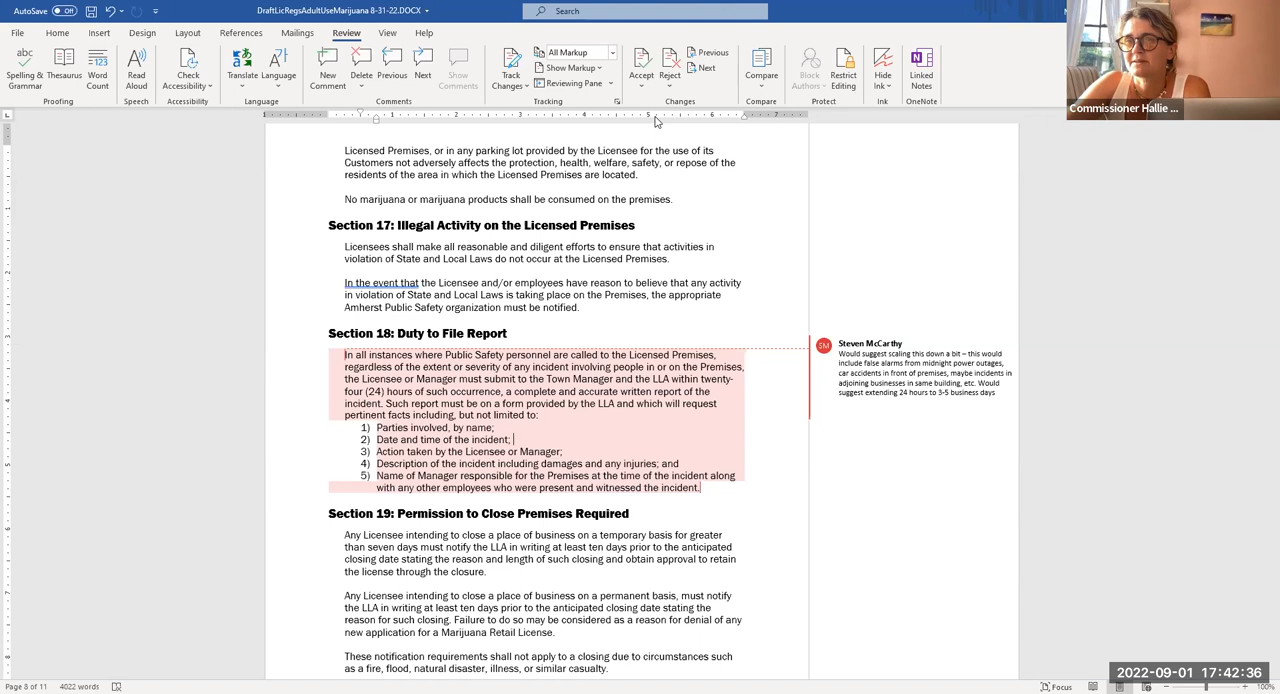 AutoSave Off DraftLicRegsAdultUseMarijuana 8-31-22.DOCX Search
File Home Insert Design Layout References Mailings Review View Help
abc
Spelling & Grammar Thesaurus Word Count Read Aloud Check Accessibility Translate Language New Comment Delete Previous Next Show Comments Track Changes All Markup Accept Reject Previous Compare Block Authors Restrict Editing Hide Ink Linked Notes
Show Markup Next
Reviewing Pane
Proofing Speech Accessibility Language Comments Tracking Changes Compare Protect Ink OneNote
Commissioner Hallie ...
1 1 2 3 4 5 6 7
Licensed Premises, or in any parking lot provided by the Licensee for the use of its
Customers not adversely affects the protection, health, welfare, safety, or repose of the
residents of the area in which the Licensed Premises are located.
No marijuana or marijuana products shall be consumed on the premises.
Section 17: Illegal Activity on the Licensed Premises
Licensees shall make all reasonable and diligent efforts to ensure that activities in
violation of State and Local Laws do not occur at the Licensed Premises.
In the event that the Licensee and/or employees have reason to believe that any activity
in violation of State and Local Laws is taking place on the Premises, the appropriate
Amherst Public Safety organization must be notified.
Section 18: Duty to File Report
In all instances where Public Safety personnel are called to the Licensed Premises,
regardless of the extent or severity of any incident involving people in or on the Premises,
the Licensee or Manager must submit to the Town Manager and the LLA within twenty-
four (24) hours of such occurrence, a complete and accurate written report of the
incident. Such report must be on a form provided by the LLA and which will request
pertinent facts including, but not limited to:
1) Parties involved, by name;
2) Date and time of the incident;
3) Action taken by the Licensee or Manager;
4) Description of the incident including damages and any injuries; and
5) Name of Manager responsible for the Premises at the time of the incident along
with any other employees who were present and witnessed the incident.
SM Steven McCarthy
Would suggest scaling this down a bit – this would
include false alarms from midnight power outages,
car accidents in front of premises, maybe incidents in
adjoining businesses in same building, etc. Would
suggest extending 24 hours to 3-5 business days
Section 19: Permission to Close Premises Required
Any Licensee intending to close a place of business on a temporary basis for greater
than seven days must notify the LLA in writing at least ten days prior to the anticipated
closing date stating the reason and length of such closing and obtain approval to retain
the license through the closure.
Any Licensee intending to close a place of business on a permanent basis, must notify
the LLA in writing at least ten days prior to the anticipated closing date stating the
reason for such closing. Failure to do so may be considered as a reason for denial of any
new application for a Marijuana Retail License.
These notification requirements shall not apply to a closing due to circumstances such
as a fire, flood, natural disaster, illness, or similar casualty.
2022-09-01 17:42:36
Page 8 of 11 4022 words Focus 100%